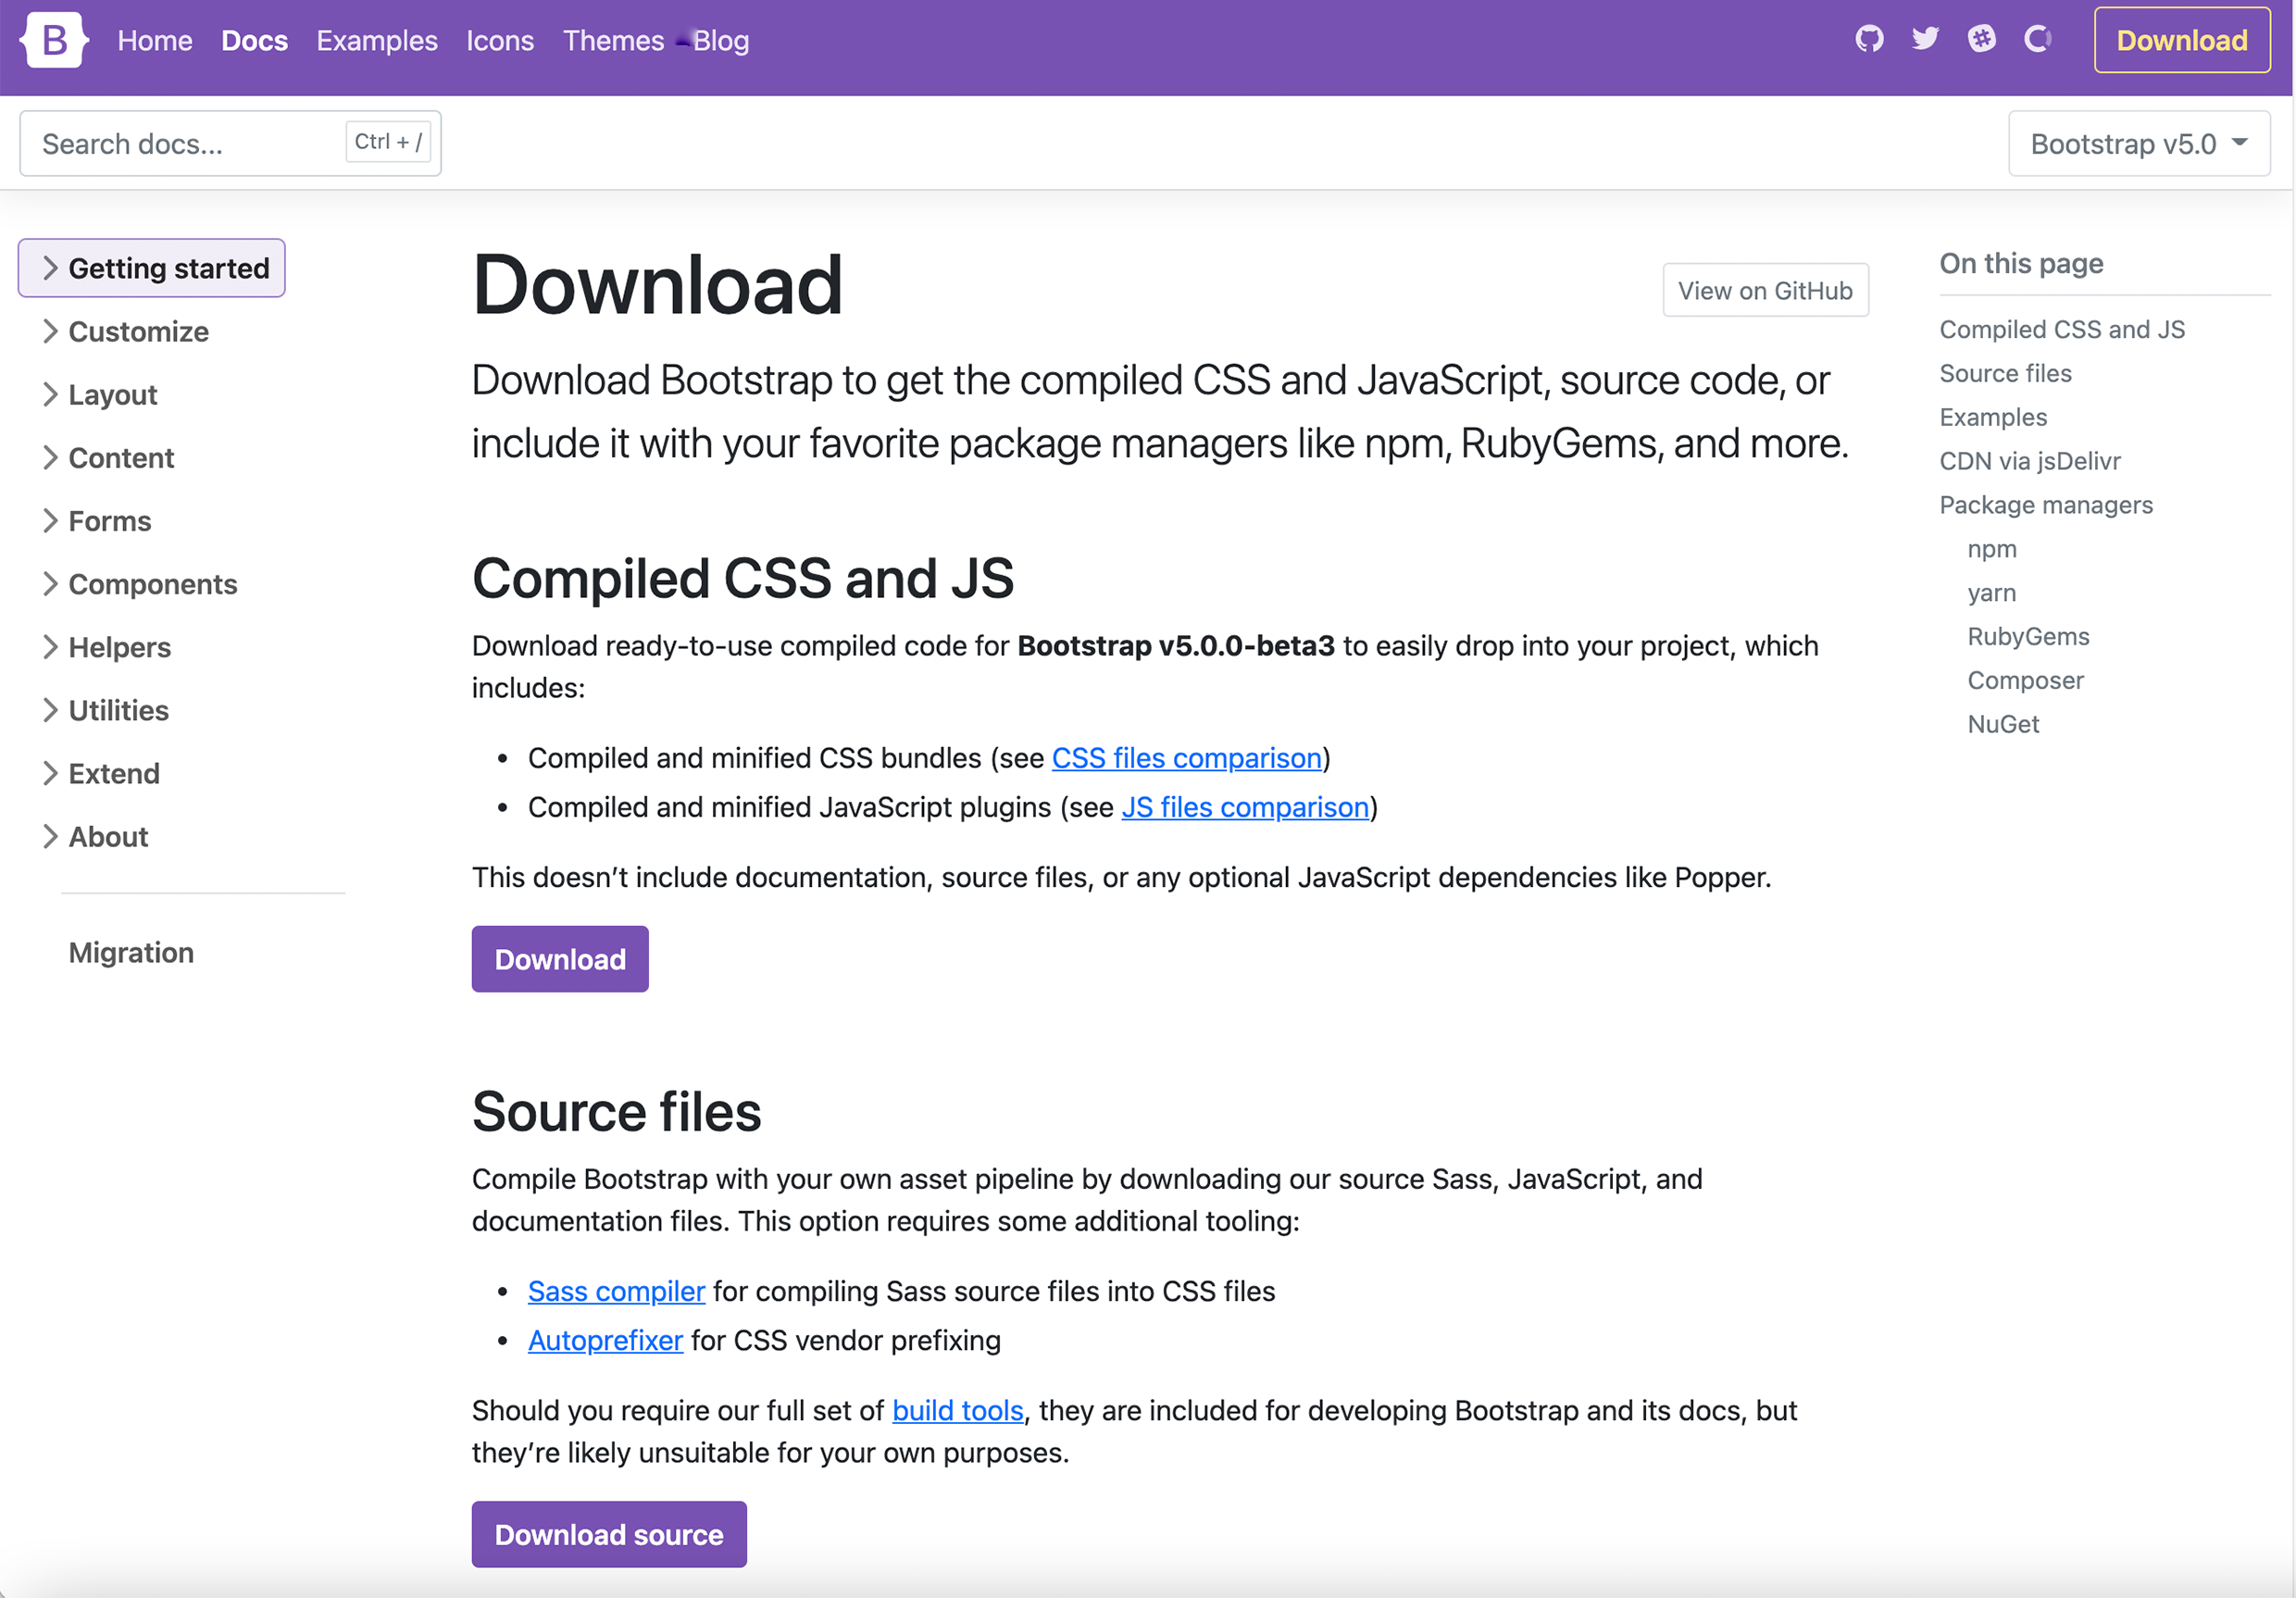 B
Home Docs Examples Icons Themes Blog
Download
Search docs...
Ctrl + /
Bootstrap v5.0
Getting started
Customize
Layout
Content
Forms
Components
Helpers
Utilities
Extend
About
Migration
Download
View on GitHub
Download Bootstrap to get the compiled CSS and JavaScript, source code, or
include it with your favorite package managers like npm, RubyGems, and more.
Compiled CSS and JS
Download ready-to-use compiled code for Bootstrap v5.0.0-beta3 to easily drop into your project, which
includes:
• Compiled and minified CSS bundles (see CSS files comparison)
• Compiled and minified JavaScript plugins (see JS files comparison)
This doesn’t include documentation, source files, or any optional JavaScript dependencies like Popper.
Download
Source files
Compile Bootstrap with your own asset pipeline by downloading our source Sass, JavaScript, and
documentation files. This option requires some additional tooling:
• Sass compiler for compiling Sass source files into CSS files
• Autoprefixer for CSS vendor prefixing
Should you require our full set of build tools, they are included for developing Bootstrap and its docs, but
they’re likely unsuitable for your own purposes.
Download source
On this page
Compiled CSS and JS
Source files
Examples
CDN via jsDelivr
Package managers
npm
yarn
RubyGems
Composer
NuGet